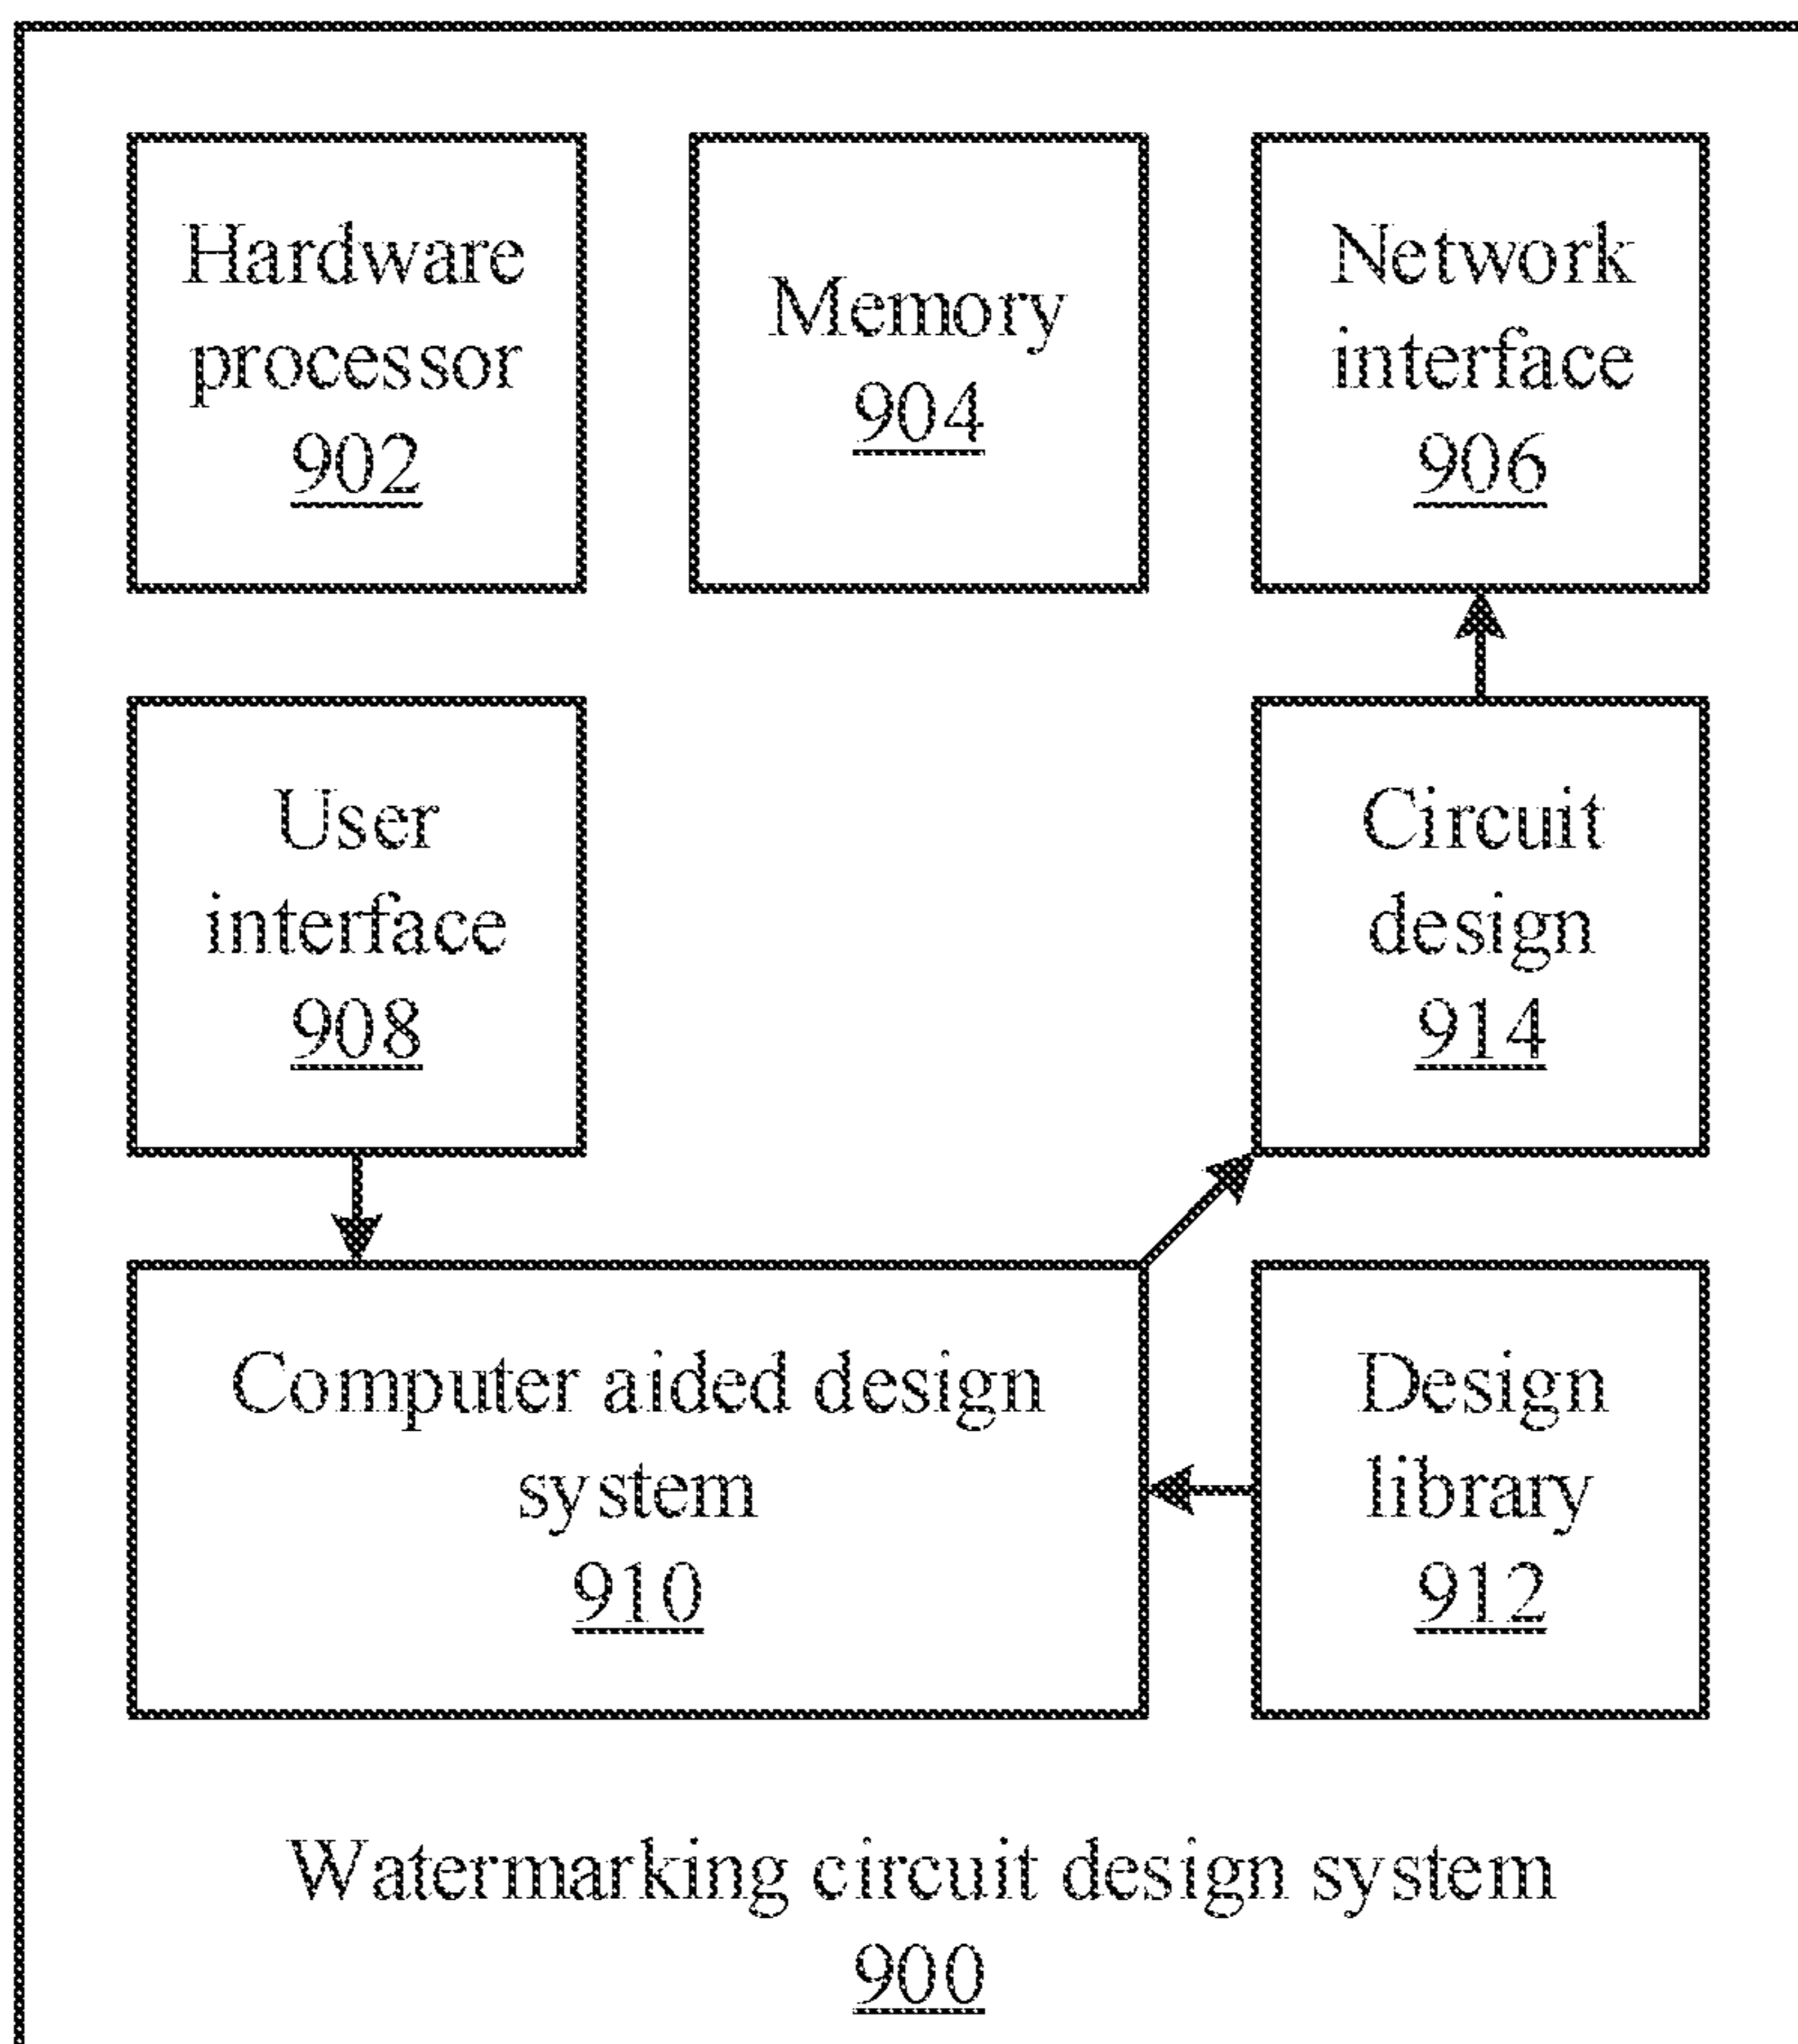 Hardware
processor
902
Memory
904
Network
interface
906
User
interface
908
Circuit
design
914
Computer aided design
system
910
Design
library
912
Watermarking circuit design system
900